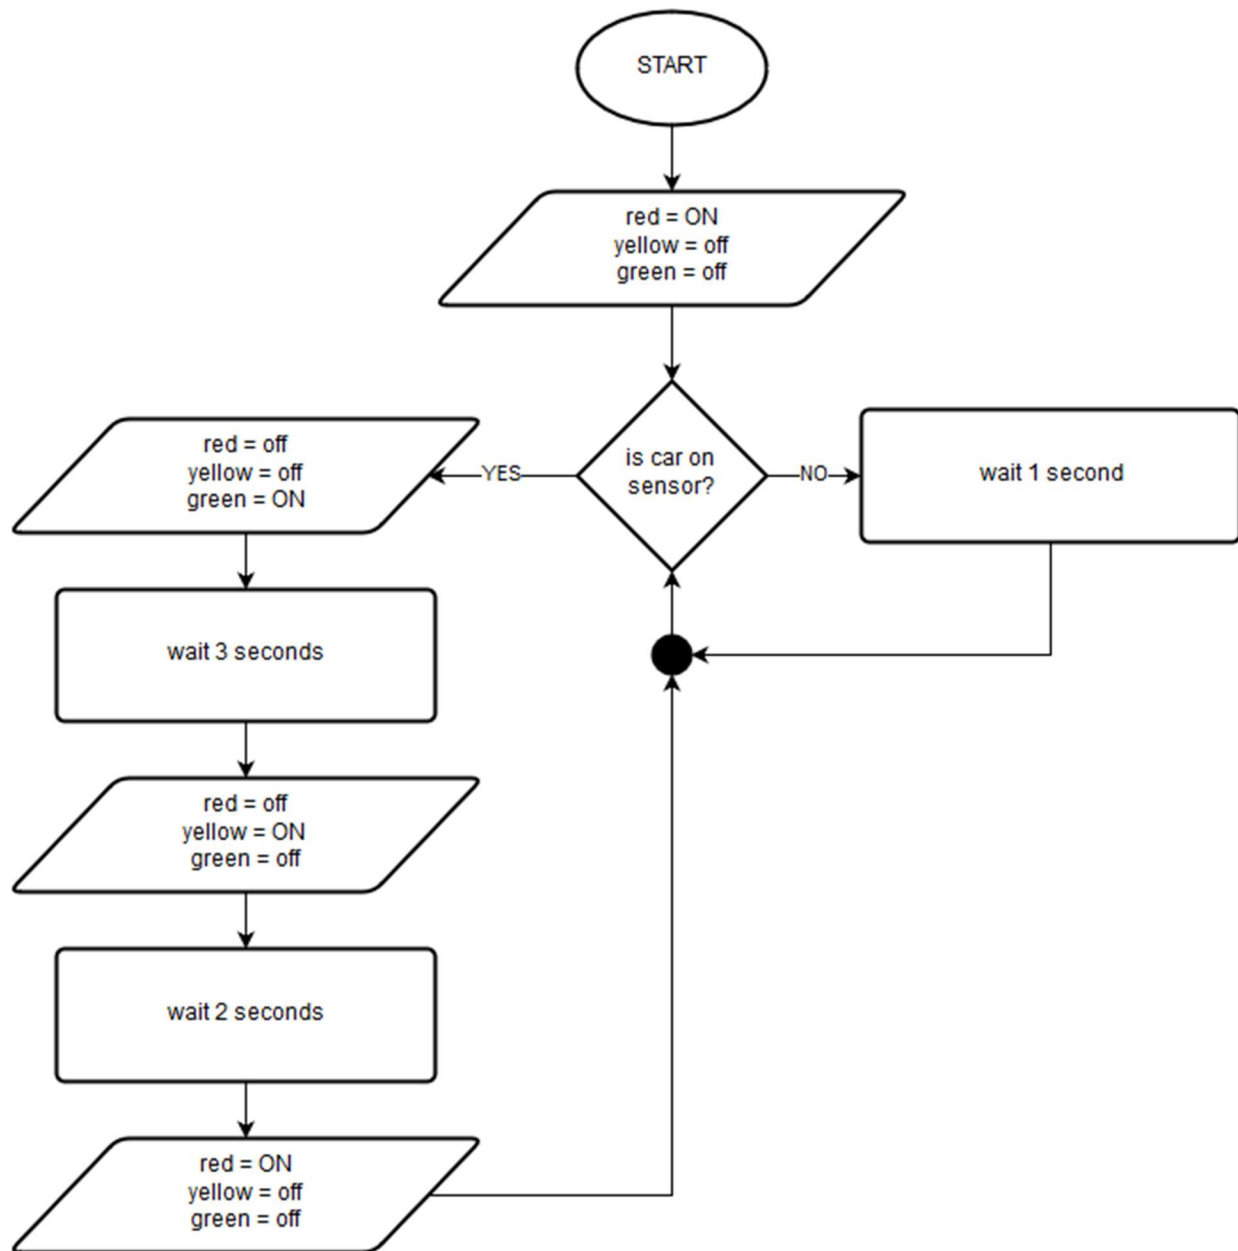 START
red = ON
yellow = off
green = off
is car on
sensor?
YES
NO
wait 1 second
red = off
yellow = off
green = ON
wait 3 seconds
red = off
yellow = ON
green = off
wait 2 seconds
red = ON
yellow = off
green = off